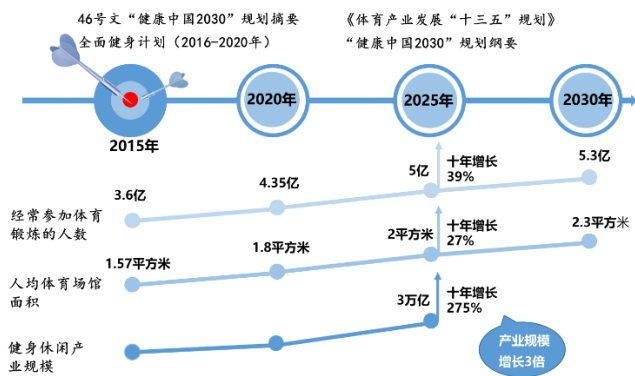 46号文“健康中国2030”规划摘要
全面健身计划（2016-2020年）
《体育产业发展“十三五”规划》
“健康中国2030”规划纲要
2015年
2020年
2025年
2030年
经常参加体育
锻炼的人数
3.6亿
4.35亿
5亿
十年增长
39%
5.3亿
人均体育场馆
面积
1.57平方米
1.8平方米
2平方米
十年增长
27%
2.3平方米
健身休闲产
业规模
3万亿
十年增长
275%
产业规模
增长3倍